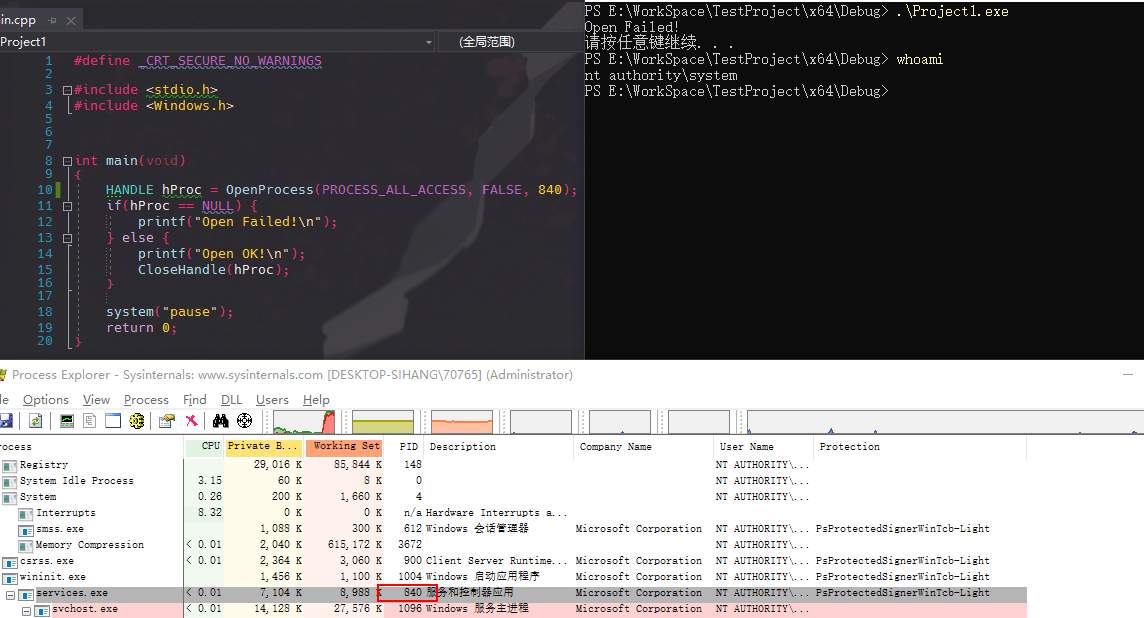 in.cpp
Project1
(全局范围)
1 #define _CRT_SECURE_NO_WARNINGS
2
3 #include <stdio.h>
4 #include <Windows.h>
5
6
7
8 int main(void)
9 {
10 HANDLE hProc = OpenProcess(PROCESS_ALL_ACCESS, FALSE, 840);
11 if(hProc == NULL) {
12 printf("Open Failed!\n");
13 } else {
14 printf("Open OK!\n");
15 CloseHandle(hProc);
16 }
17
18 system("pause");
19 return 0;
20 }
PS E:\WorkSpace\TestProject\x64\Debug> .\Project1.exe
Open Failed!
请按任意键继续. . .
PS E:\WorkSpace\TestProject\x64\Debug> whoami
nt authority\system
PS E:\WorkSpace\TestProject\x64\Debug>
Process Explorer - Sysinternals: www.sysinternals.com [DESKTOP-SIHANG\70765] (Administrator)
le Options View Process Find DLL Users Help
rocess CPU Private B... Working Set PID Description Company Name User Name Protection
Registry 29,016 K 85,844 K 148 NT AUTHORITY\...
System Idle Process 3.15 60 K 8 K 0 NT AUTHORITY\...
System 0.26 200 K 1,660 K 4 NT AUTHORITY\...
Interrupts 8.32 0 K 0 K n/a Hardware Interrupts a...
smss.exe 1,088 K 300 K 612 Windows 会话管理器 Microsoft Corporation NT AUTHORITY\... PsProtectedSignerWinTcb-Light
Memory Compression < 0.01 2,040 K 615,172 K 3672 NT AUTHORITY\...
csrss.exe < 0.01 2,364 K 3,060 K 900 Client Server Runtime... Microsoft Corporation NT AUTHORITY\... PsProtectedSignerWinTcb-Light
wininit.exe 1,456 K 1,100 K 1004 Windows 启动应用程序 Microsoft Corporation NT AUTHORITY\... PsProtectedSignerWinTcb-Light
services.exe < 0.01 7,104 K 8,988 K 840 服务和控制器应用 Microsoft Corporation NT AUTHORITY\... PsProtectedSignerWinTcb-Light
svchost.exe < 0.01 14,128 K 27,576 K 1096 Windows 服务主进程 Microsoft Corporation NT AUTHORITY\...